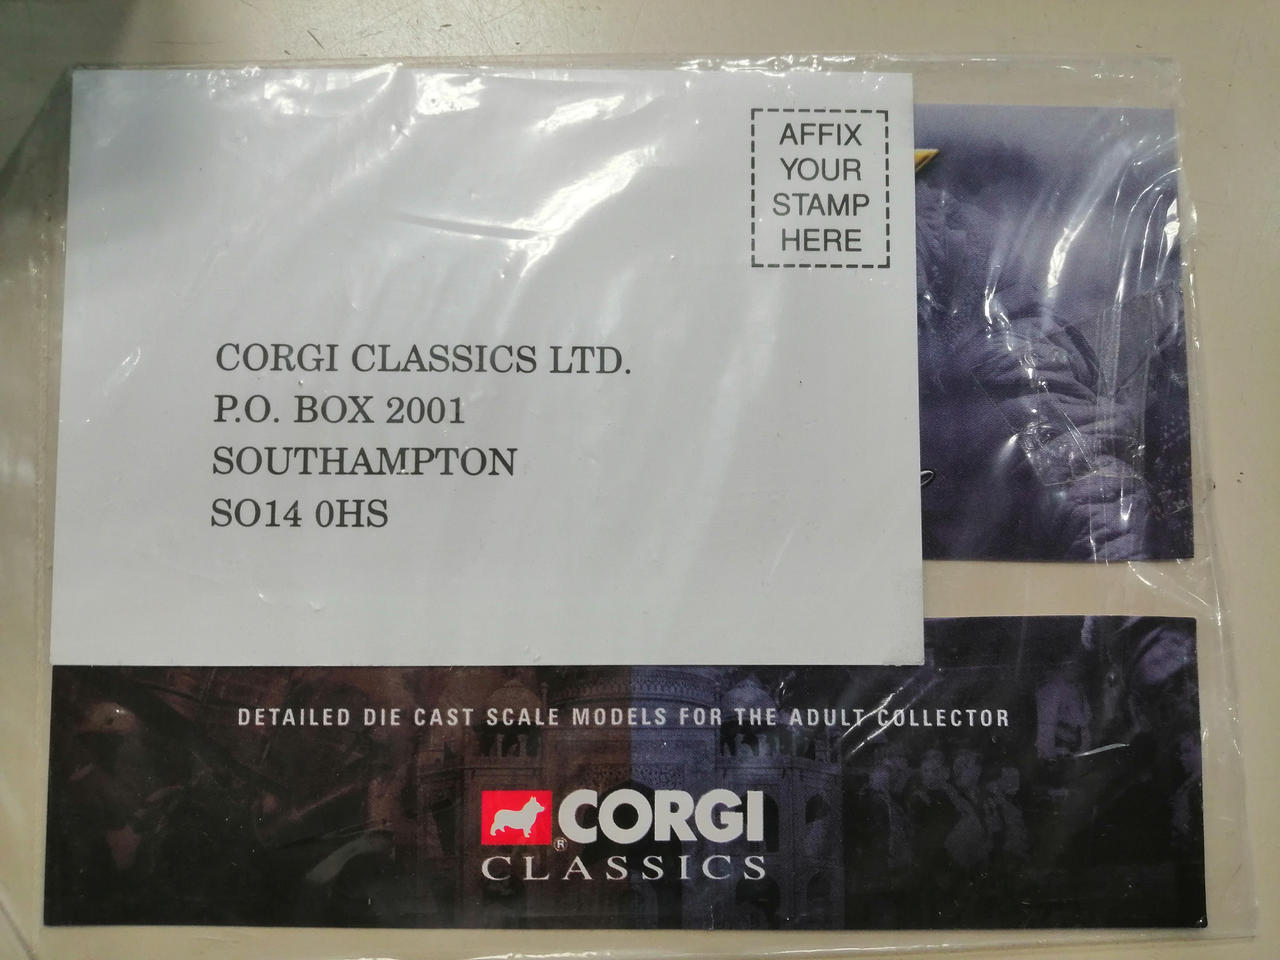 AFFIX
YOUR
STAMP
HERE
CORGI CLASSICS LTD.
P.O. BOX 2001
SOUTHAMPTON
SO14 0HS
DETAILED DIE CAST SCALE MODELS FOR THE ADULT COLLECTOR
CORGI
®
CLASSICS